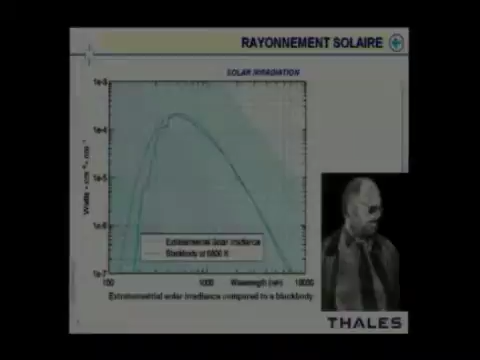 RAYONNEMENT SOLAIRE
SOLAR IRRADIATION
1e-3
1e-4
1e-5
1e-6
1e-7
100
1000
Wavelength (nm)
10000
Extraterrestrial solar irradiance
Blackbody at 5800 K
Extraterrestrial solar irradiance compared to a blackbody
THALES